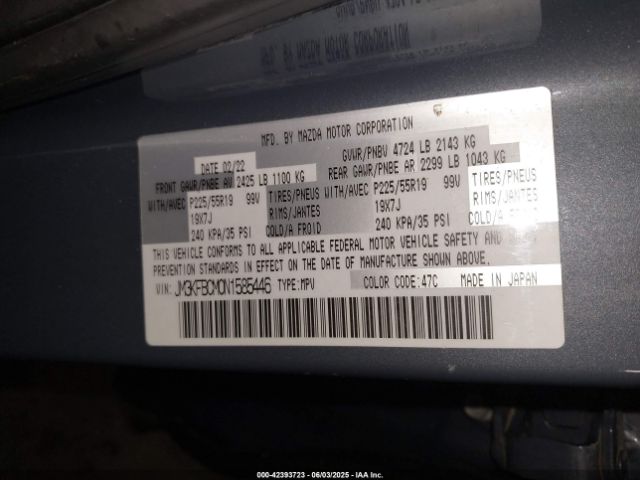 MFD. BY MAZDA MOTOR CORPORATION
DATE 02/22 GVWR/PNBV 4724 LB 2143 KG
FRONT GAWR/PNBE AV 2425 LB 1100 KG REAR GAWR/PNBE AR 2299 LB 1043 KG
WITH/AVEC P225/55R19 99V TIRES/PNEUS WITH/AVEC P225/55R19 99V TIRES/PNEUS
19X7J RIMS/JANTES 19X7J RIMS/JANTES
240 KPA/35 PSI COLD/A FROID 240 KPA/35 PSI COLD/A
THIS VEHICLE CONFORMS TO ALL APPLICABLE FEDERAL MOTOR VEHICLE SAFETY AND
PREVENTION STANDARDS IN EFFECT ON THE DATE OF MANUFACTURE SHOWN ABOVE.
VIN: JM3KFBCM0N1585446 TYPE: MPV COLOR CODE: 47C MADE IN JAPAN
000-42393723 - 06/03/2025 - IAA Inc.